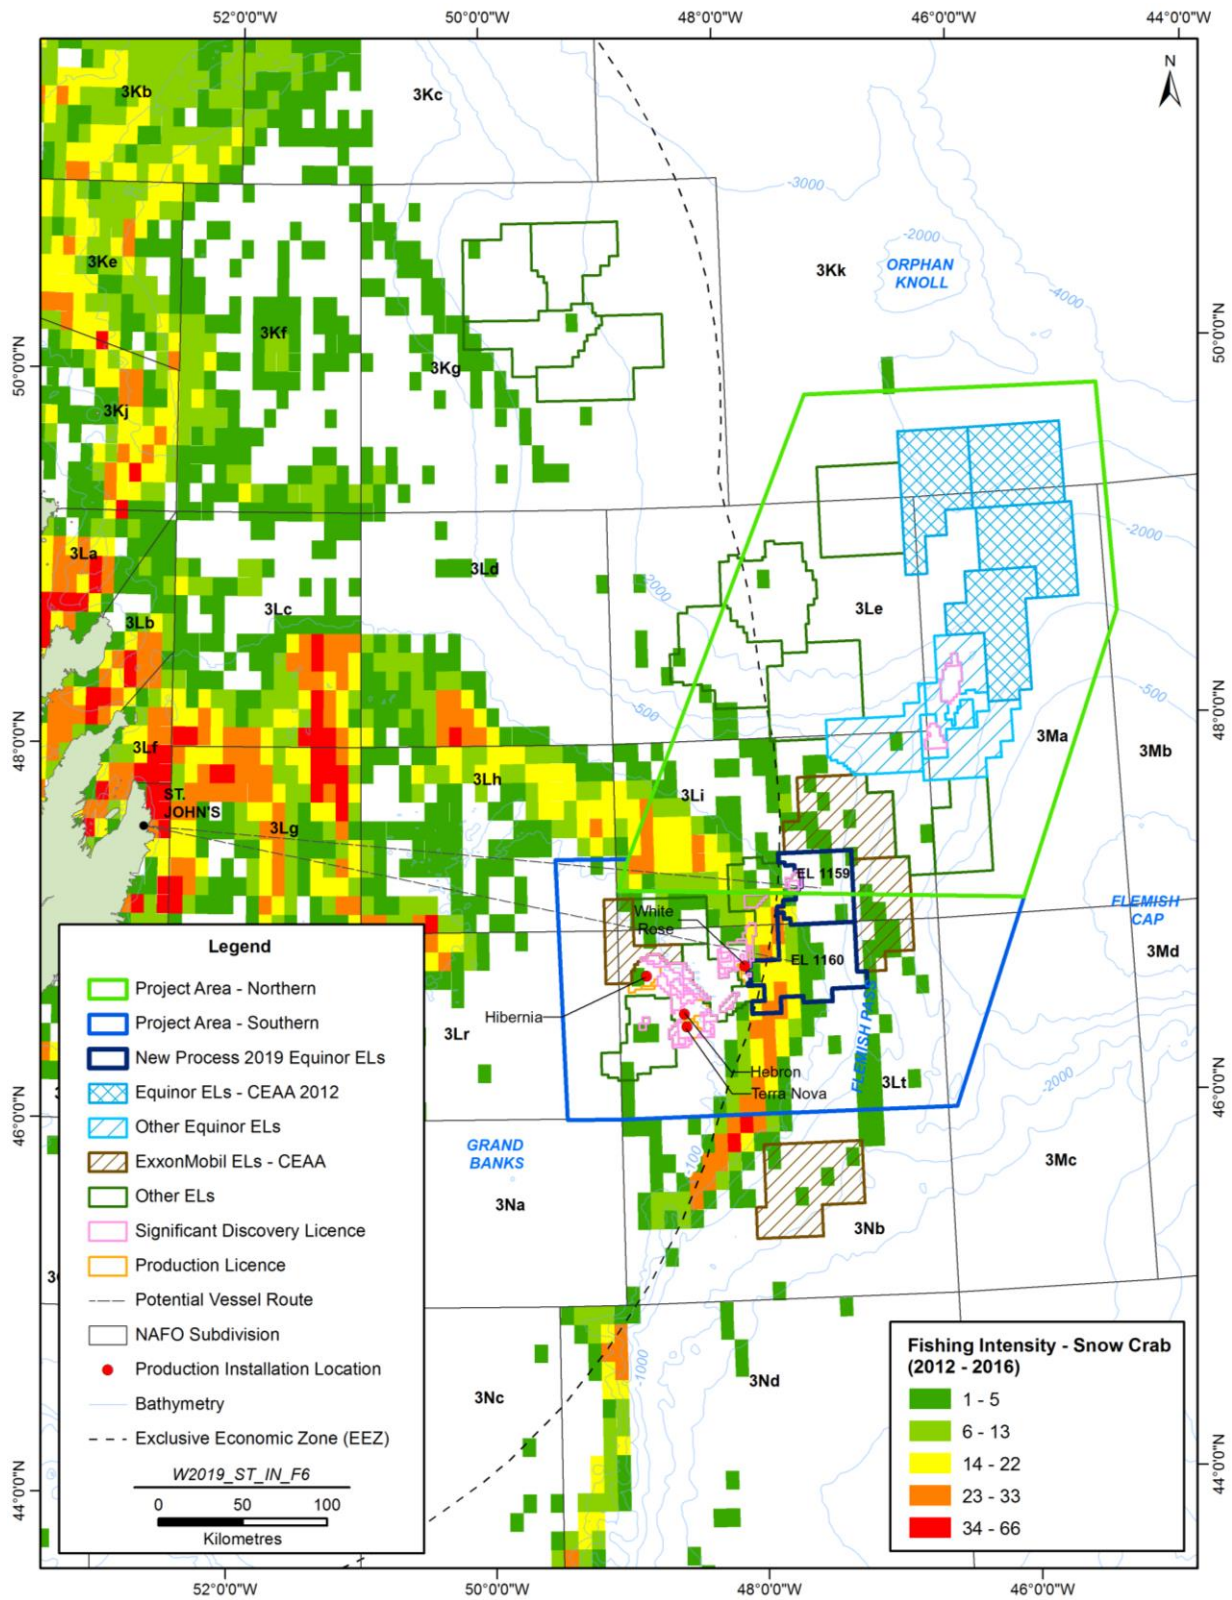 52°0'0"W 50°0'0"W 48°0'0"W 46°0'0"W 44°0'0"W
N
3Kb
3Kc
-3000
-2000
ORPHAN
KNOLL
3Ke
3Kk
-4000
3Kf
50°0'0"N
50°0'0"N
3Kg
3Kj
-2000
3La
3Ld
-2000
3Lb
3Lc
3Le
-500
-500
3Lf
3Ma
3Mb
48°0'0"N
48°0'0"N
3Lh
3Li
ST.
JOHN'S
3Lg
EL 1159
White
Rose
FLEMISH
CAP
3Md
EL 1160
Hibernia
3Lr
FLEMISH PASS
Hebron
Terra Nova
3Lt
-2000
46°0'0"N
46°0'0"N
GRAND
BANKS
-100
3Mc
3Na
3Nb
-1000
3Nd
3Nc
44°0'0"N
44°0'0"N
Legend
Project Area - Northern
Project Area - Southern
New Process 2019 Equinor ELs
Equinor ELs - CEAA 2012
Other Equinor ELs
ExxonMobil ELs - CEAA
Other ELs
Significant Discovery Licence
Production Licence
Potential Vessel Route
NAFO Subdivision
Production Installation Location
Bathymetry
Exclusive Economic Zone (EEZ)
W2019_ST_IN_F6
0 50 100
Kilometres
Fishing Intensity - Snow Crab
(2012 - 2016)
1 - 5
6 - 13
14 - 22
23 - 33
34 - 66
52°0'0"W 50°0'0"W 48°0'0"W 46°0'0"W